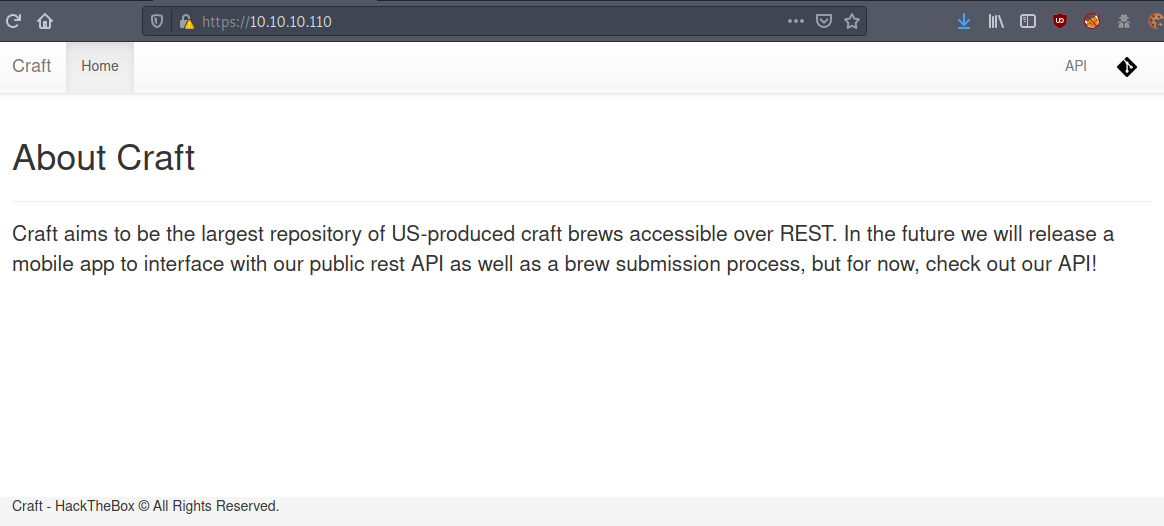 https://10.10.10.110
Craft Home API
About Craft
Craft aims to be the largest repository of US-produced craft brews accessible over REST. In the future we will release a
mobile app to interface with our public rest API as well as a brew submission process, but for now, check out our API!
Craft - HackTheBox © All Rights Reserved.